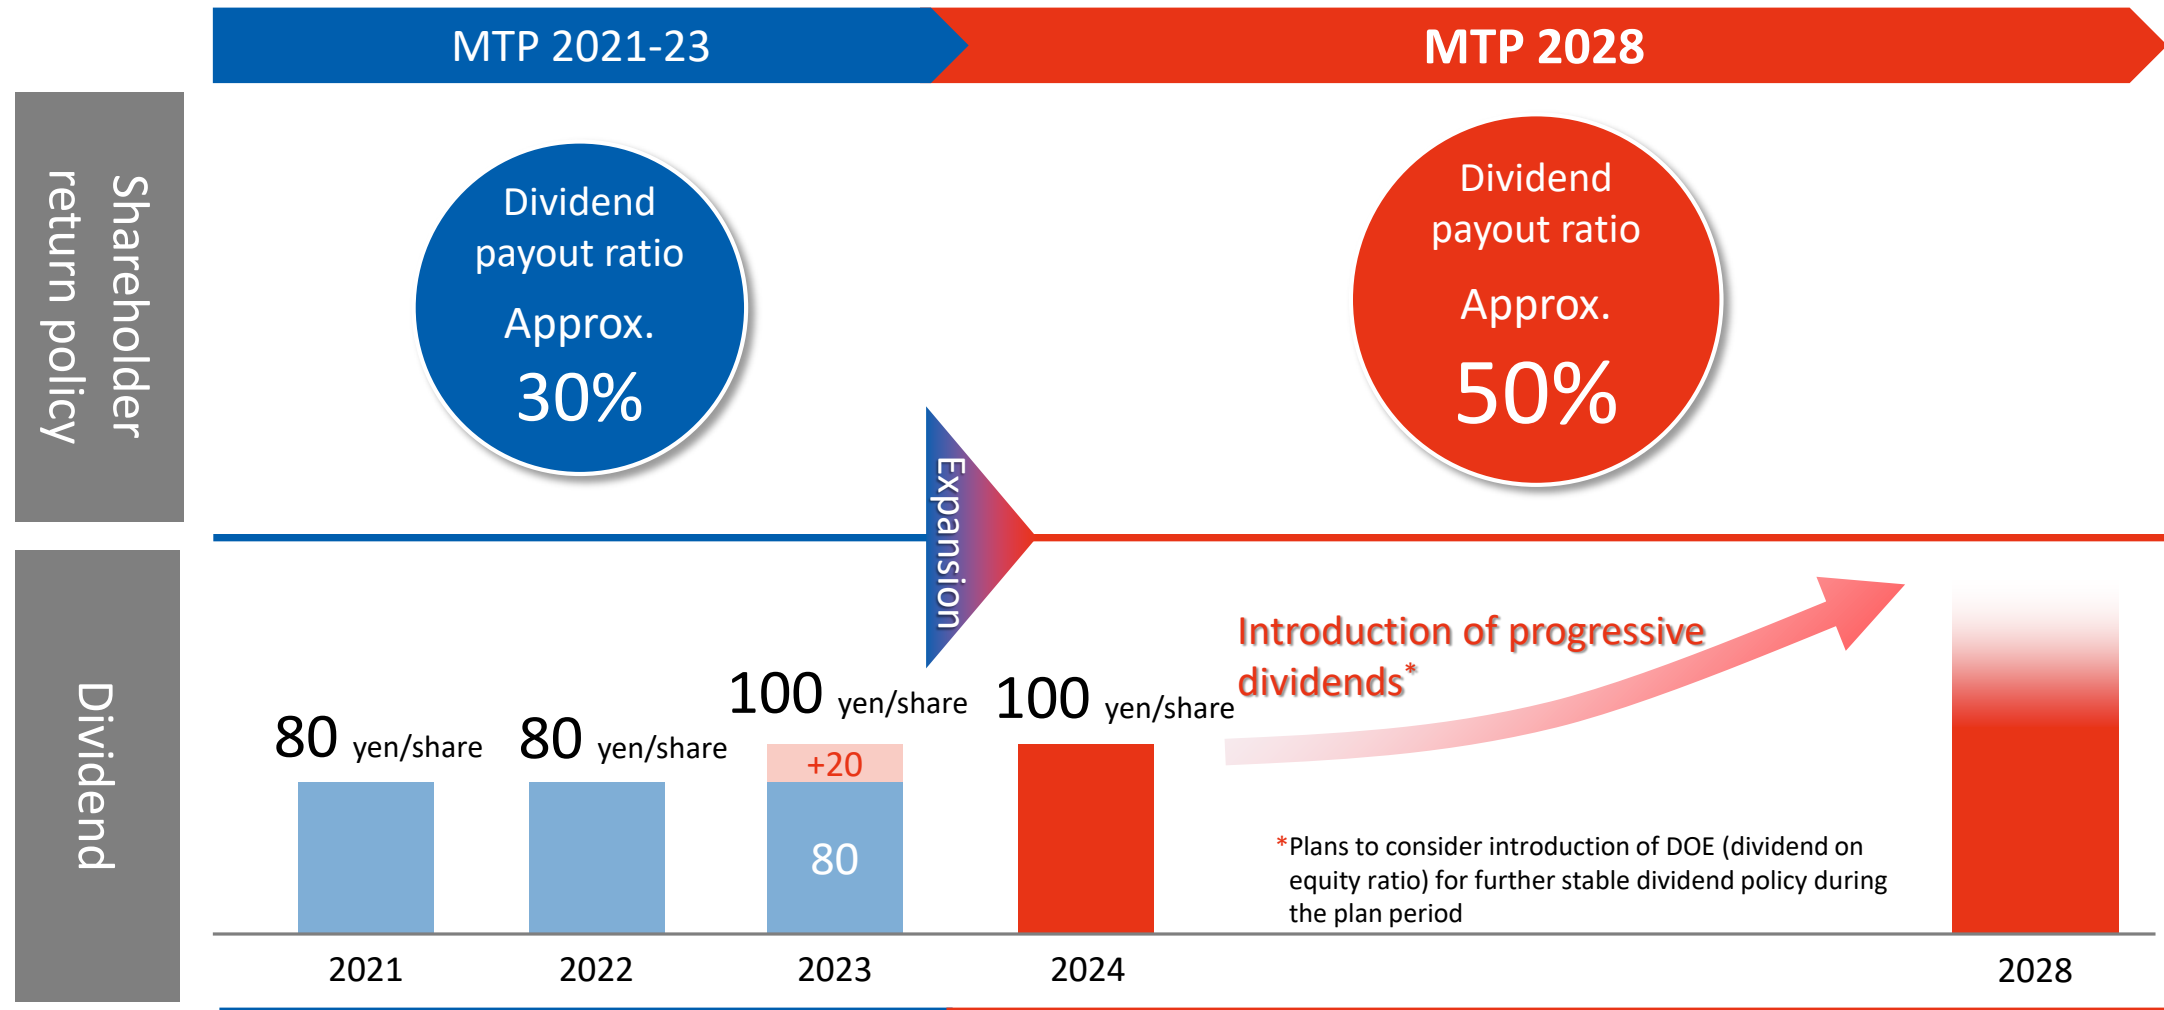 MTP 2021-23
MTP 2028
Shareholder
return policy
Dividend
payout ratio
Approx.
30%
Dividend
payout ratio
Approx.
50%
Expansion
Dividend
80 yen/share
80 yen/share
100 yen/share
100 yen/share
+20
80
Introduction of progressive
dividends*
*Plans to consider introduction of DOE (dividend on
equity ratio) for further stable dividend policy during
the plan period
2021
2022
2023
2024
2028